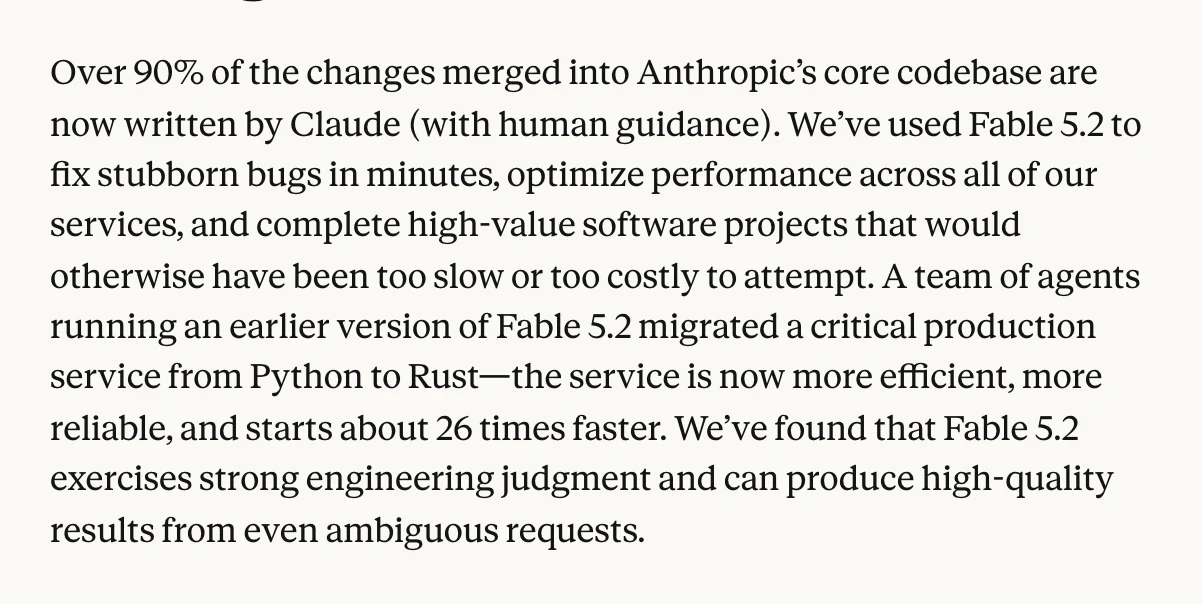 Over 90% of the changes merged into Anthropic’s core codebase are
now written by Claude (with human guidance). We’ve used Fable 5.2 to
fix stubborn bugs in minutes, optimize performance across all of our
services, and complete high-value software projects that would
otherwise have been too slow or too costly to attempt. A team of agents
running an earlier version of Fable 5.2 migrated a critical production
service from Python to Rust—the service is now more efficient, more
reliable, and starts about 26 times faster. We’ve found that Fable 5.2
exercises strong engineering judgment and can produce high-quality
results from even ambiguous requests.